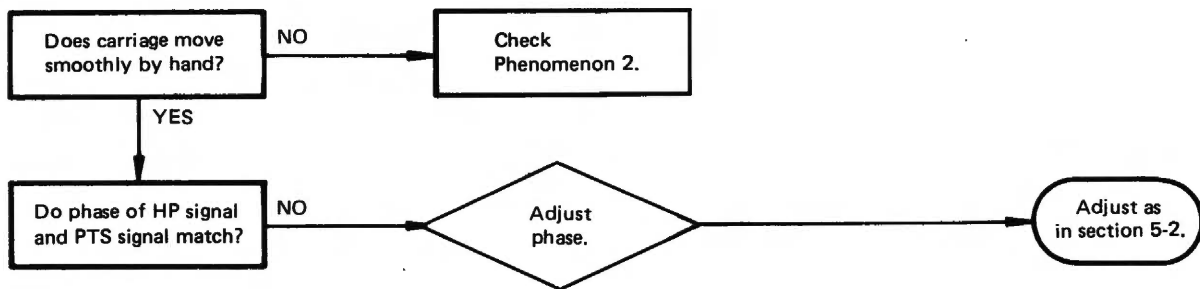 Does carriage move
smoothly by hand?
NO
Check
Phenomenon 2.
YES
Do phase of HP signal
and PTS signal match?
NO
Adjust
phase.
Adjust as
in section 5-2.